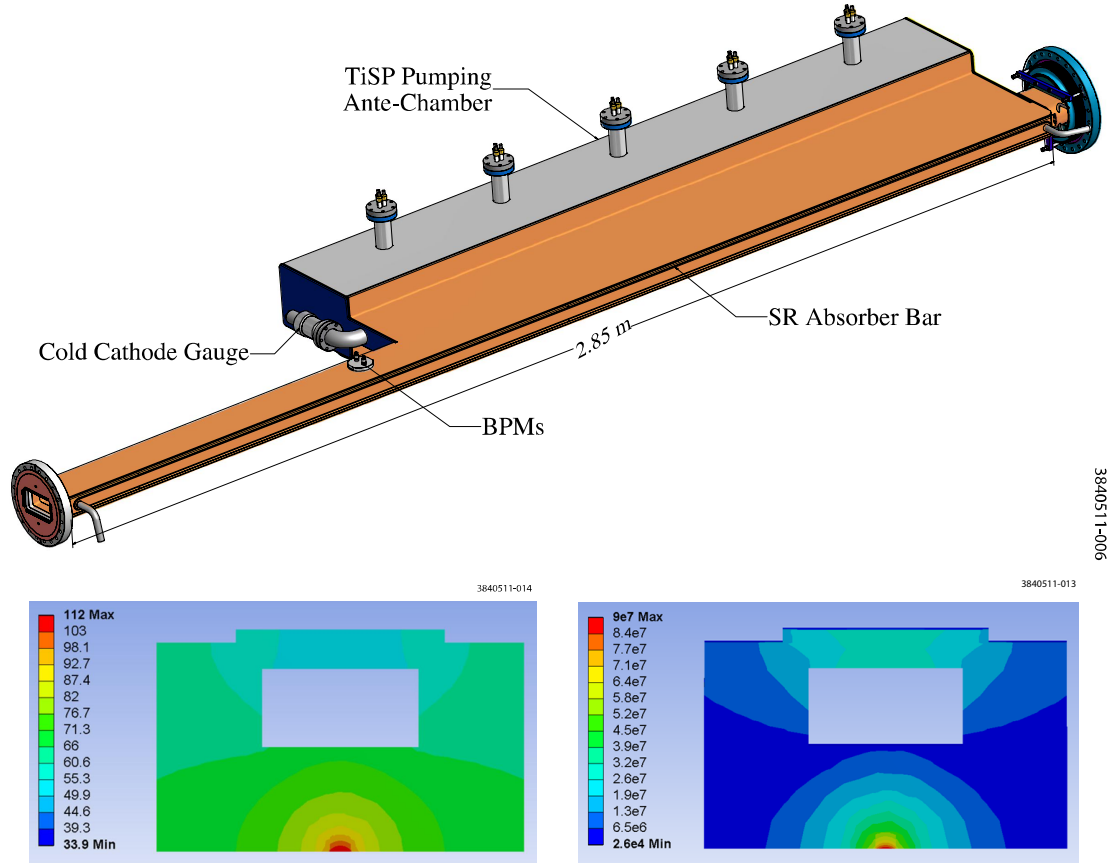 TiSP Pumping
Ante-Chamber
SR Absorber Bar
2.85 m
Cold Cathode Gauge
BPMs
3840511-006
3840511-014
112 Max
103
98.1
92.7
87.4
82
76.7
71.3
66
60.6
55.3
49.9
44.6
39.3
33.9 Min
3840511-013
9e7 Max
8.4e7
7.7e7
7.1e7
6.4e7
5.8e7
5.2e7
4.5e7
3.9e7
3.2e7
2.6e7
1.9e7
1.3e7
6.5e6
2.6e4 Min